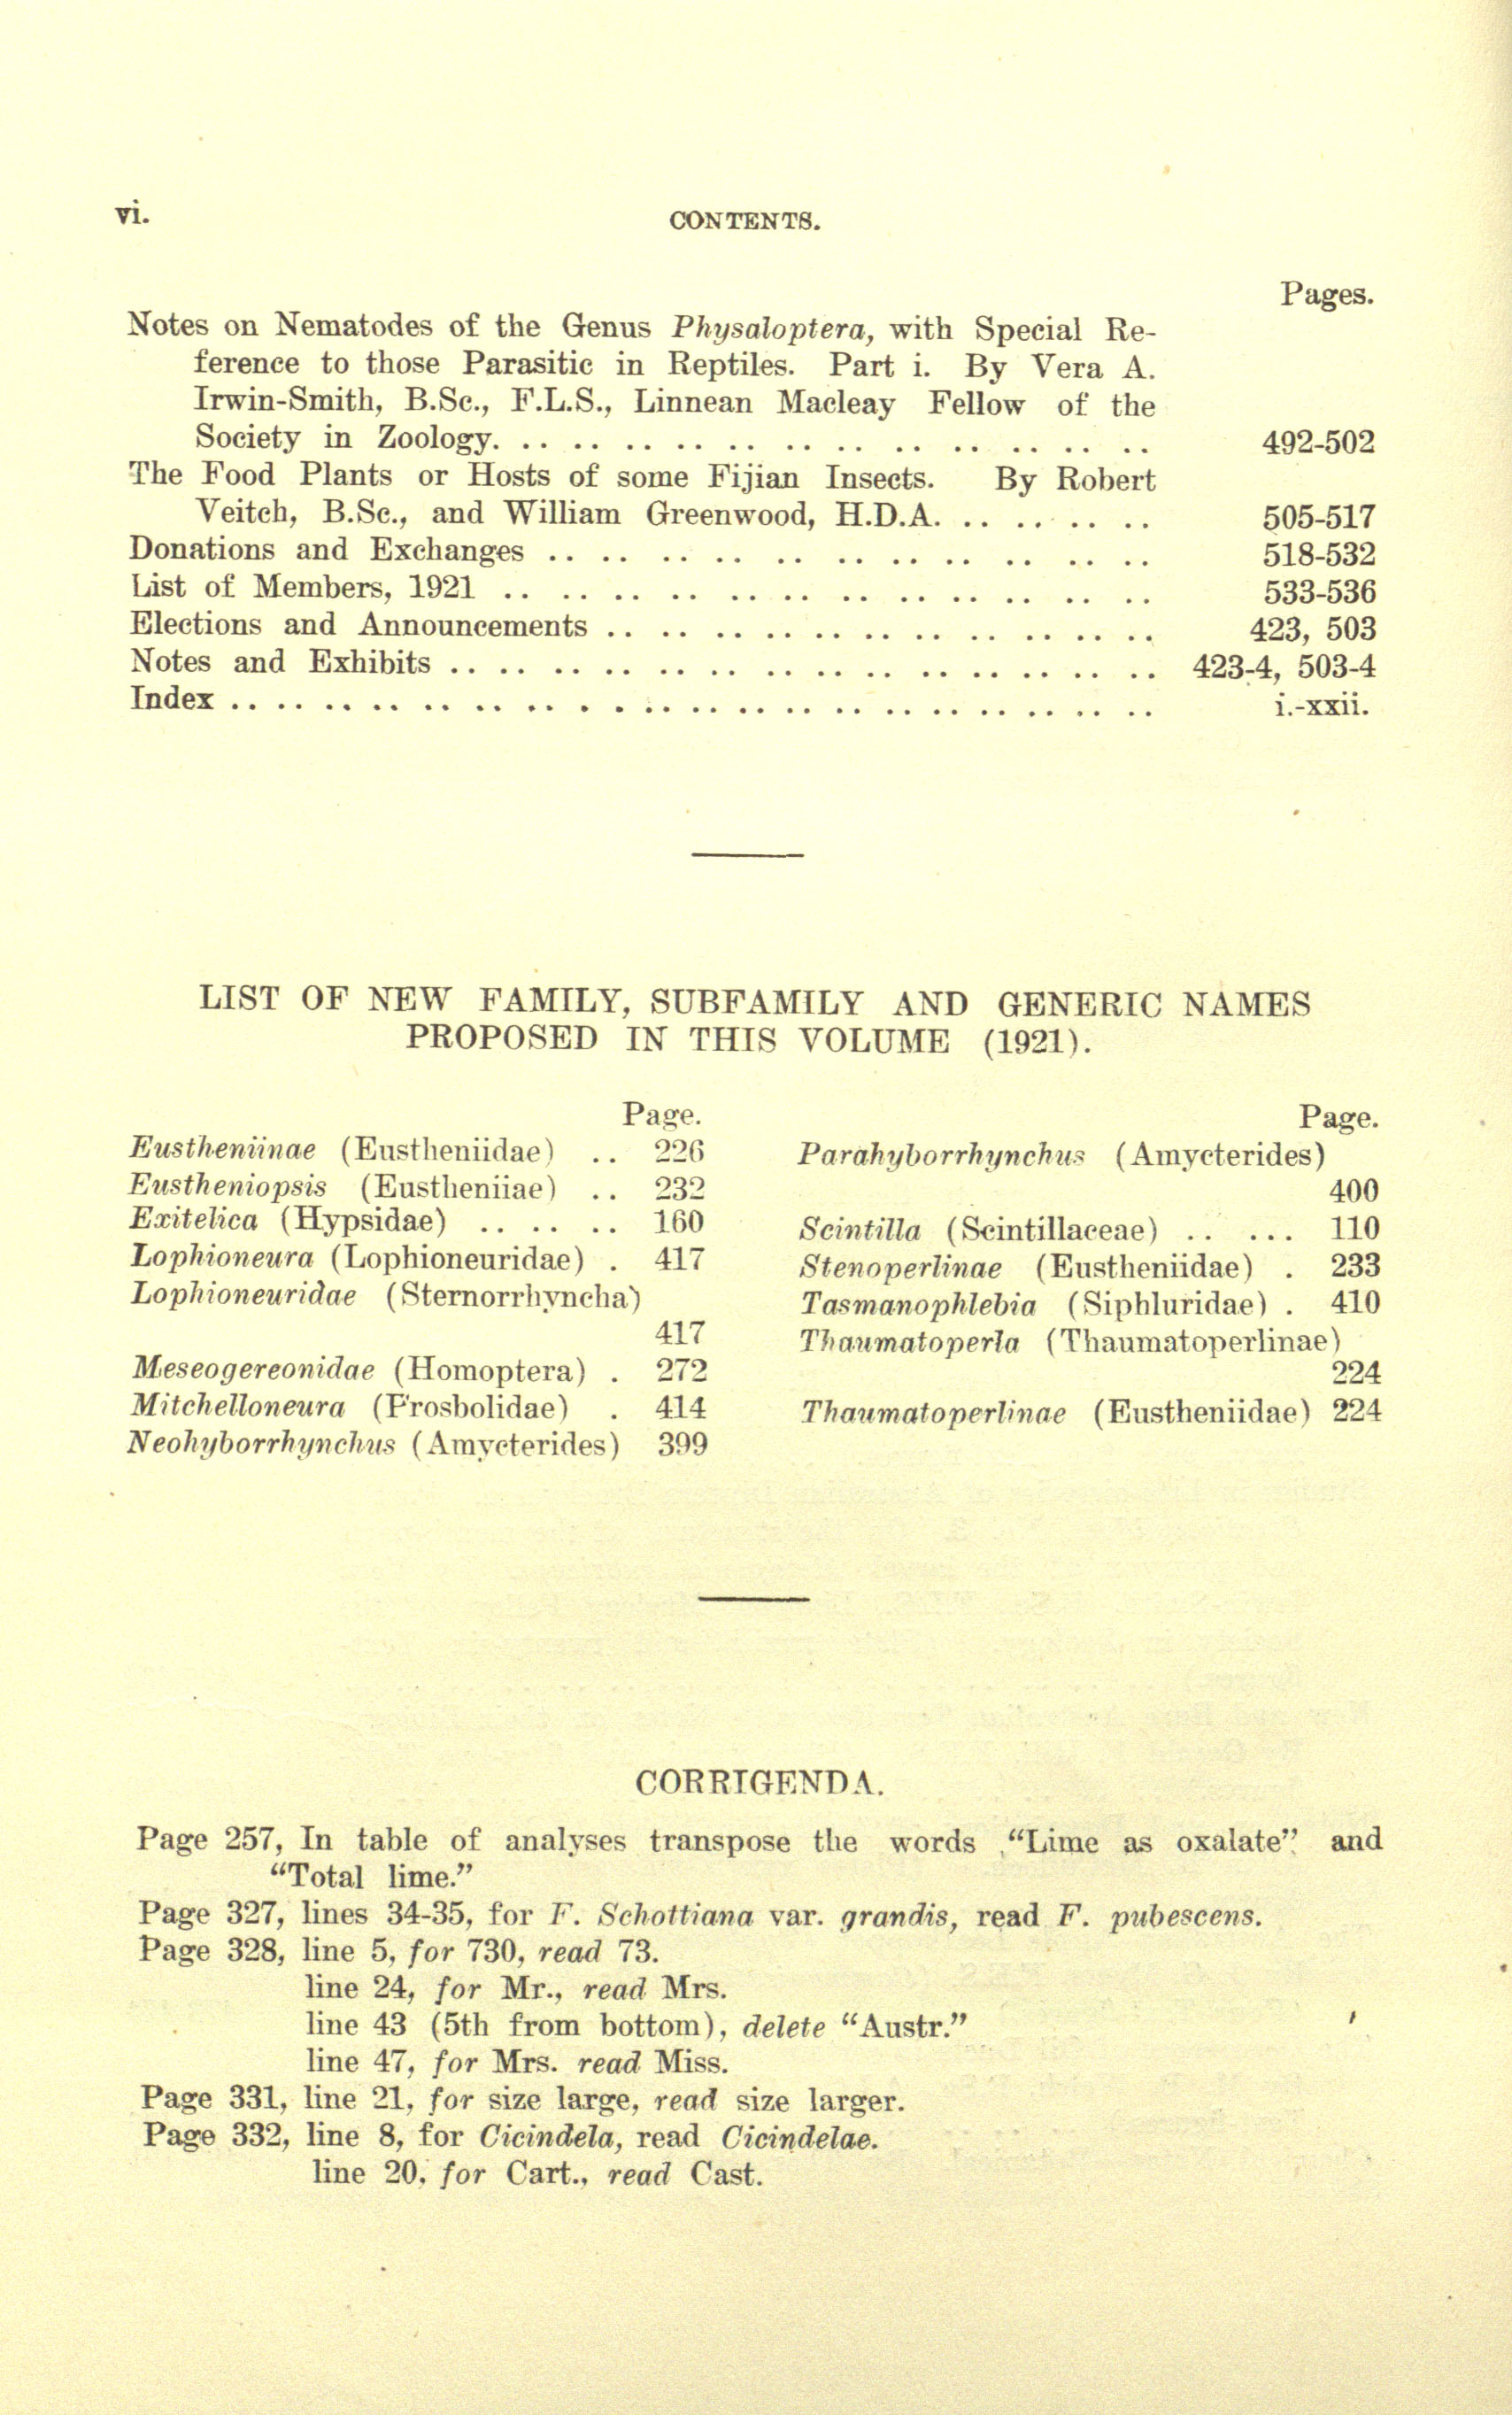 vi.
CONTENTS.
Pages.
Notes on Nematodes of the Genus Physaloptera, with Special Re-
ference to those Parasitic in Reptiles. Part i. By Vera A.
Irwin-Smith, B.Sc., F.L.S., Linnean Macleay Fellow of the
Society in Zoology. .. .. .. .. .. .. .. .. .. .. .. .. 492-502
The Food Plants or Hosts of some Fijian Insects. By Robert
Veitch, B.Sc., and William Greenwood, H.D.A. .. .. .. .. 505-517
Donations and Exchanges .. .. .. .. .. .. .. .. .. .. .. 518-532
List of Members, 1921 .. .. .. .. .. .. .. .. .. .. .. .. 533-536
Elections and Announcements .. .. .. .. .. .. .. .. .. .. .. 423, 503
Notes and Exhibits .. .. .. .. .. .. .. .. .. .. .. .. .. .. 423-4, 503-4
Index .. .. .. .. .. .. .. .. .. .. .. .. .. .. .. .. .. .. .. i.-xxii.
LIST OF NEW FAMILY, SUBFAMILY AND GENERIC NAMES
PROPOSED IN THIS VOLUME (1921).
Page.
Eustheniinae (Eustheniidae) .. 226
Eustheniopsis (Eustheniiae) .. 232
Exitelica (Hypsidae) .. .. .. 160
Lophioneura (Lophioneuridae) . 417
Lophioneuridae (Sternorrhyncha)
417
Meseogereonidae (Homoptera) . 272
Mitchelloneura (Prosbolidae) . 414
Neohyborrhynchus (Amycterides) 399
Page.
Parahyborrhynchus (Amycterides)
400
Scintilla (Scintillaceae) .. ... 110
Stenoperlinae (Eustheniidae) . 233
Tasmanophlebia (Siphluridae) . 410
Thaumatoperla (Thaumatoperlinae)
224
Thaumatoperlinae (Eustheniidae) 224
CORRIGENDA.
Page 257, In table of analyses transpose the words "Lime as oxalate" and
"Total lime."
Page 327, lines 34-35, for F. Schottiana var. grandis, read F. pubescens.
Page 328, line 5, for 730, read 73.
line 24, for Mr., read Mrs.
line 43 (5th from bottom), delete "Austr."
line 47, for Mrs. read Miss.
Page 331, line 21, for size large, read size larger.
Page 332, line 8, for Cicindela, read Cicindelae.
line 20, for Cart., read Cast.